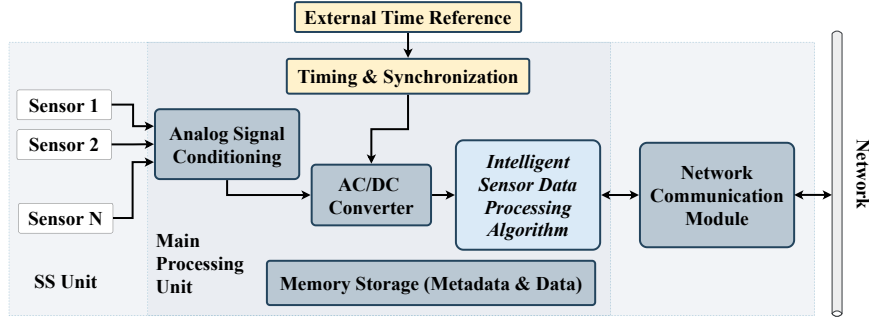 External Time Reference
Timing & Synchronization
Sensor 1
Sensor 2
Sensor N
SS Unit
Analog Signal
Conditioning
AC/DC
Converter
Intelligent
Sensor Data
Processing
Algorithm
Main
Processing
Unit
Memory Storage (Metadata & Data)
Network
Communication
Module
Network